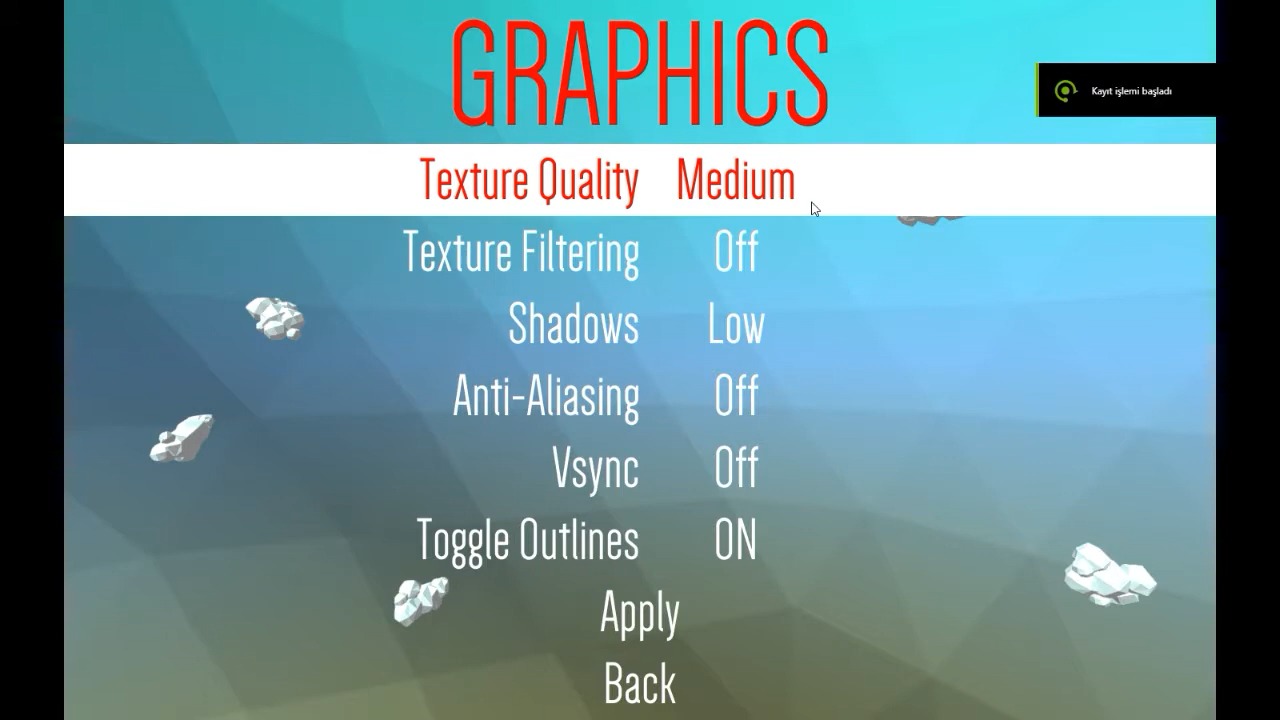 GRAPHICS
Kayıt işlemi başladı
Texture Quality Medium
Texture Filtering Off
Shadows Low
Anti-Aliasing Off
Vsync Off
Toggle Outlines ON
Apply
Back